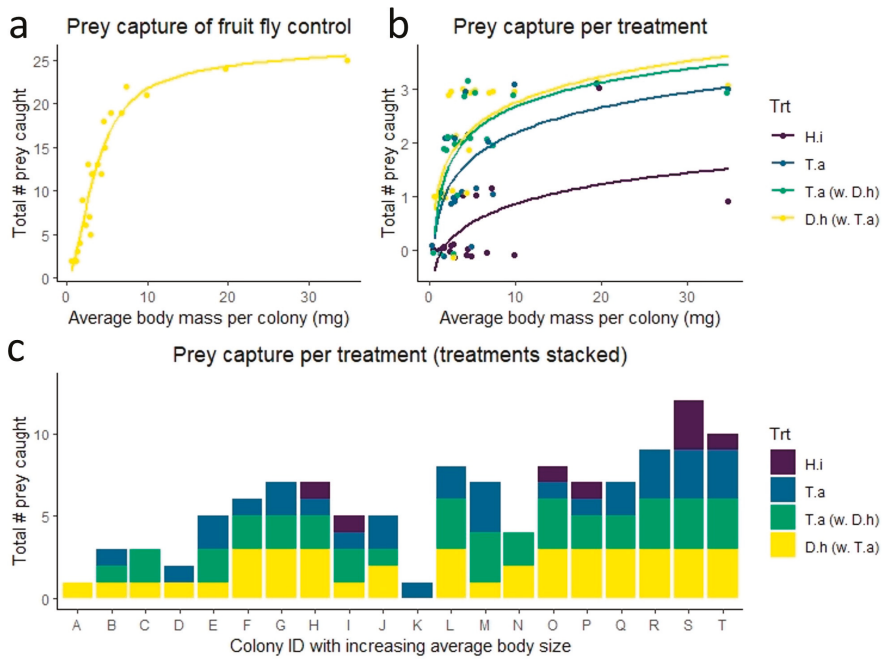 a
Prey capture of fruit fly control
Total # prey caught
25
20
15
10
5
0
0 10 20 30
Average body mass per colony (mg)
b
Prey capture per treatment
Total # prey caught
3
2
1
0
0 10 20 30
Average body mass per colony (mg)
Trt
H.i
T.a
T.a (w. D.h)
D.h (w. T.a)
c
Prey capture per treatment (treatments stacked)
Total # prey caught
10
5
0
A B C D E F G H I J K L M N O P Q R S T
Colony ID with increasing average body size
Trt
H.i
T.a
T.a (w. D.h)
D.h (w. T.a)